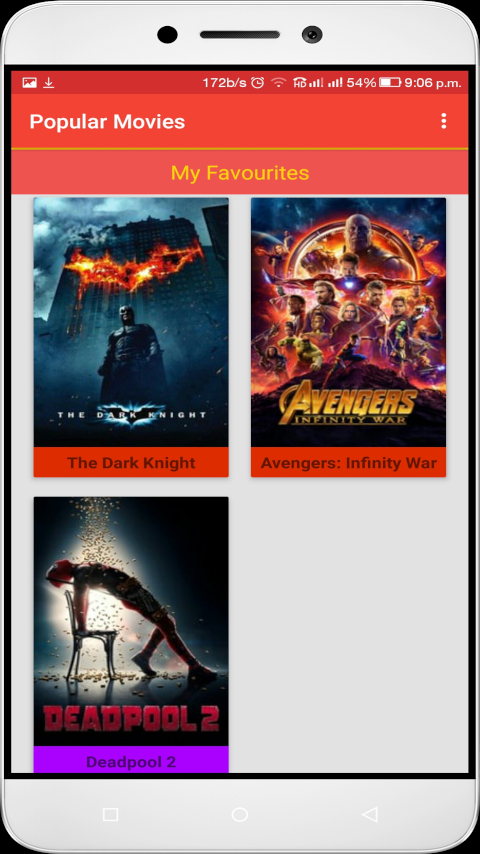 172b/s HD 54% 9:06 p.m.
Popular Movies
My Favourites
THE DARK KNIGHT
AVENGERS
INFINITY WAR
The Dark Knight
Avengers: Infinity War
DEADPOOL 2
Deadpool 2